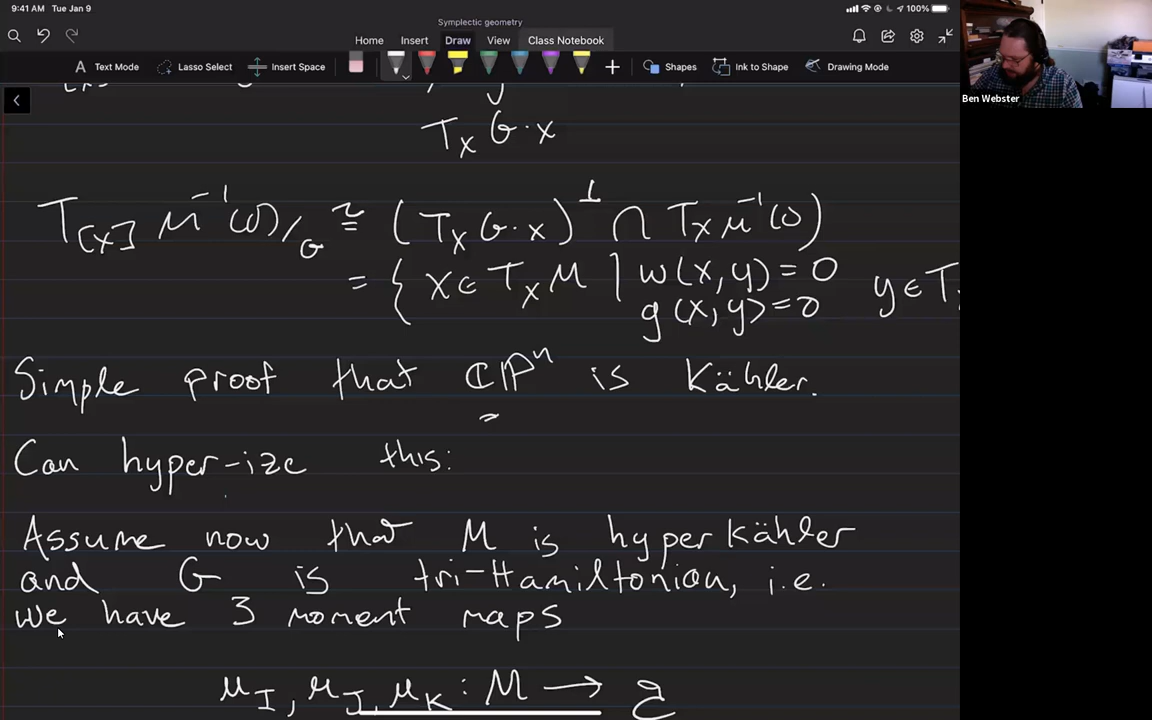 9:41 AM Tue Jan 9
100%
Symplectic geometry
Home Insert Draw View Class Notebook
Text Mode Lasso Select Insert Space Shapes Ink to Shape Drawing Mode
Ben Webster
T_x G·x
T_[x] μ^{-1}(0)/G ≅ (T_x G·x)^⊥ ∩ T_x μ^{-1}(0)
= { X ∈ T_x M | ω(X, y) = 0
g(X, y) = 0 y ∈ T
Simple proof that ℂℙ^n is Kähler.
Can hyper-ize this:
Assume now that M is hyperkähler
and G is tri-Hamiltonian, i.e.
we have 3 moment maps
μ_I, μ_J, μ_K : M → g